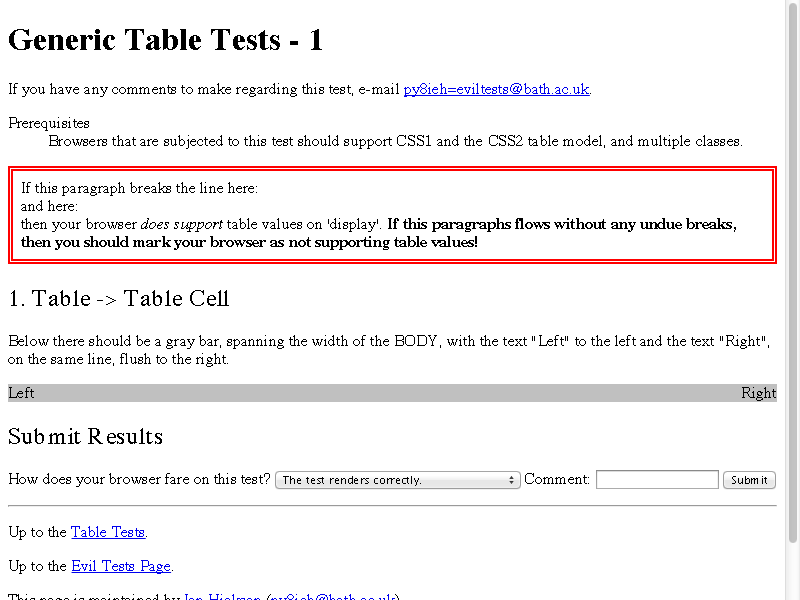 Generic Table Tests - 1
If you have any comments to make regarding this test, e-mail py8ieh=eviltests@bath.ac.uk.
Prerequisites
Browsers that are subjected to this test should support CSS1 and the CSS2 table model, and multiple classes.
If this paragraph breaks the line here:
and here:
then your browser does support table values on 'display'. If this paragraphs flows without any undue breaks,
then you should mark your browser as not supporting table values!
1. Table -> Table Cell
Below there should be a gray bar, spanning the width of the BODY, with the text "Left" to the left and the text "Right",
on the same line, flush to the right.
Left Right
Submit Results
How does your browser fare on this test? The test renders correctly. Comment: Submit
Up to the Table Tests.
Up to the Evil Tests Page.
This page is maintained by Ian Hickson (py8ieh@bath.ac.uk)